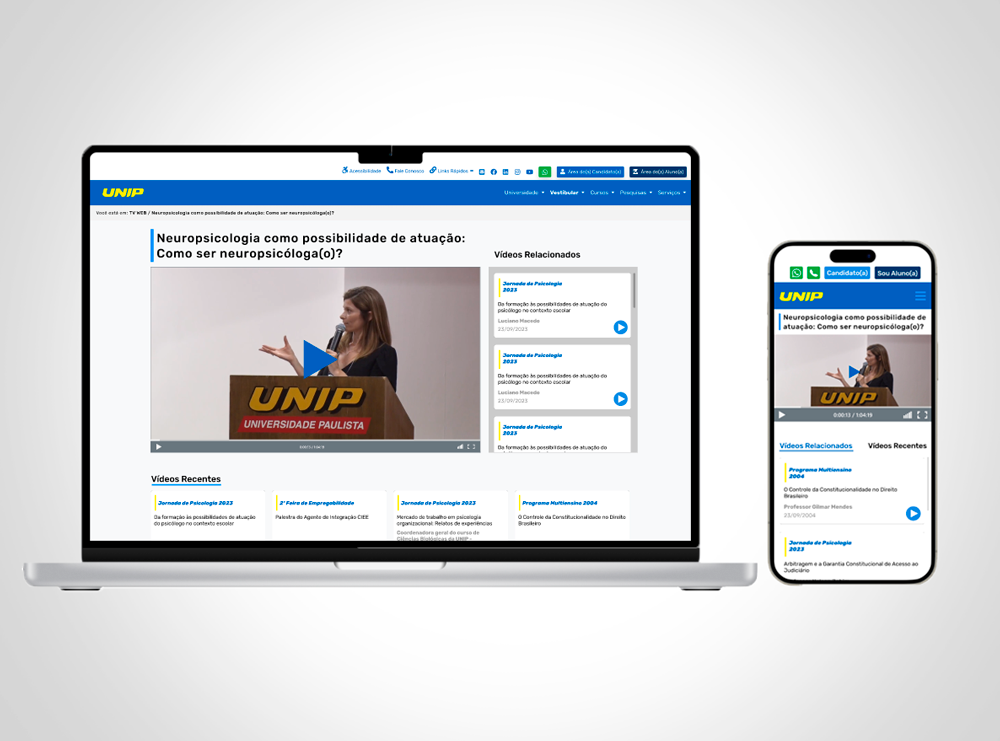 Acessibilidade Fale Conosco Links Rápidos Área do(a) Candidato(a) Área do(a) Aluno(a)
UNIP
Universidade Vestibular Cursos Pesquisas Serviços
Você está em: TV WEB / Neuropsicologia como possibilidade de atuação: Como ser neuropsicóloga(o)?
Neuropsicologia como possibilidade de atuação:
Como ser neuropsicóloga(o)?
UNIP
UNIVERSIDADE PAULISTA
Vídeos Relacionados
Jornada de Psicologia
2023
Da formação às possibilidades de atuação do
psicólogo no contexto escolar
Luciana Macedo
23/09/2023
Jornada de Psicologia
2023
Da formação às possibilidades de atuação do
psicólogo no contexto escolar
Luciana Macedo
23/09/2023
Jornada de Psicologia
2023
Da formação às possibilidades de atuação do
Vídeos Recentes
Jornada de Psicologia 2023
Da formação às possibilidades de atuação
do psicólogo no contexto escolar
2ª Feira de Empregabilidade
Palestra do Agente de Integração CIEE
Jornada de Psicologia 2023
Mercado de trabalho em psicologia
organizacional: Relatos de experiências
Coordenadora geral do curso de
Ciências Biológicas da UNIP -
Programa Multiensino 2004
O Controle da Constitucionalidade no Direito
Brasileiro
Candidato(a) Sou Aluno(a)
UNIP
Neuropsicologia como possibilidade de
atuação: Como ser neuropsicóloga(o)?
UNIP
0:00:13 / 1:04:19
Vídeos Relacionados Vídeos Recentes
Programa Multiensino
2004
O Controle da Constitucionalidade no Direito
Brasileiro
Professor Gilmar Mendes
23/09/2004
Jornada de Psicologia
2023
Arbitragem e a Garantia Constitucional do Acesso ao
Judiciário